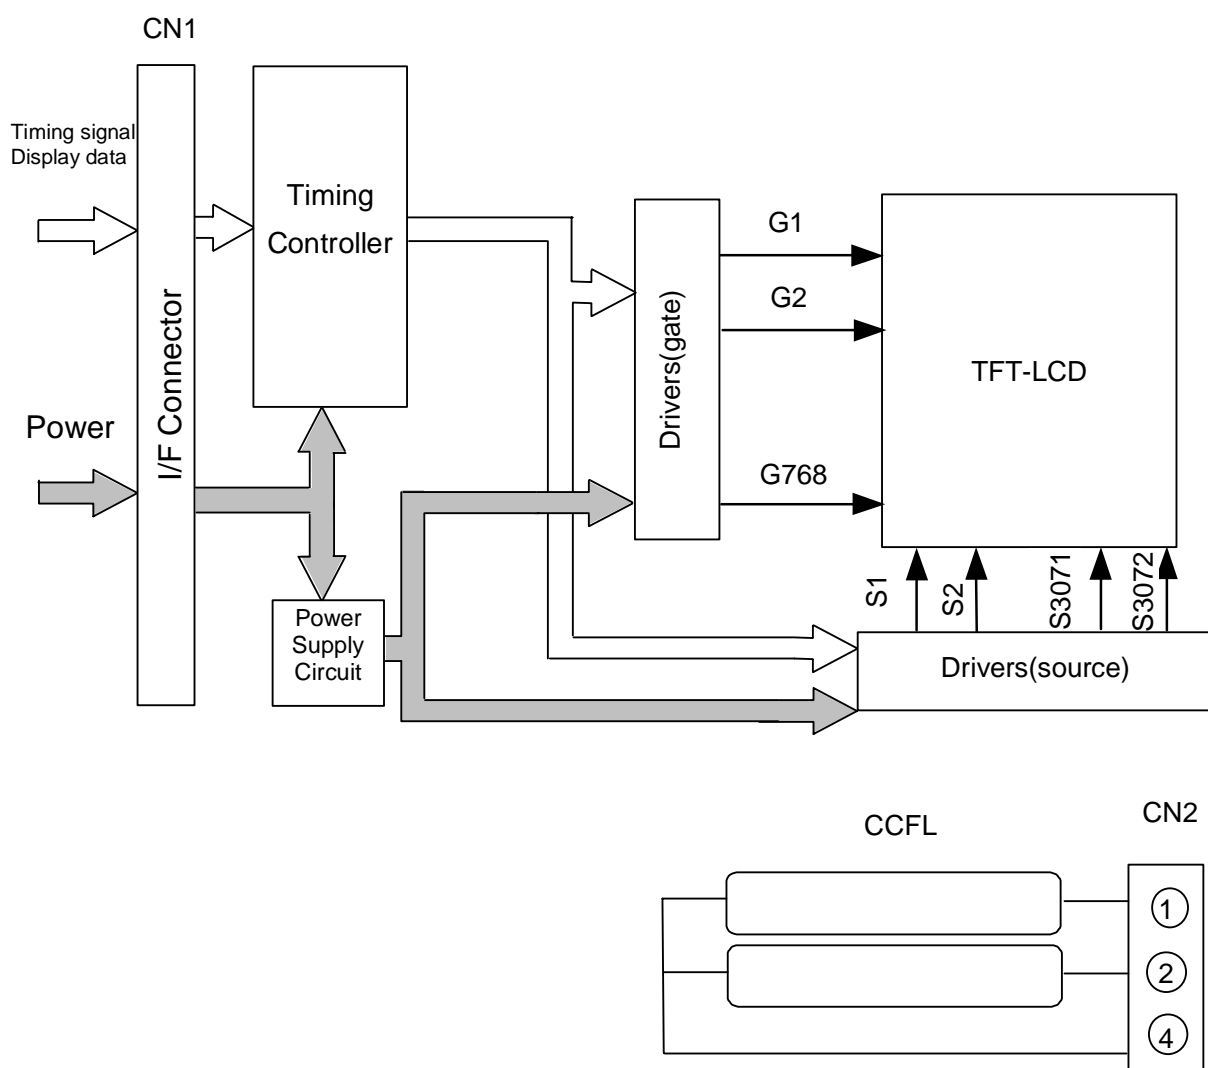 CN1
Timing signal
Display data
Timing
Controller
I/F Connector
Power
Power
Supply
Circuit
Drivers(gate)
G1
G2
G768
TFT-LCD
S1
S2
S3071
S3072
Drivers(source)
CCFL
CN2
1
2
4